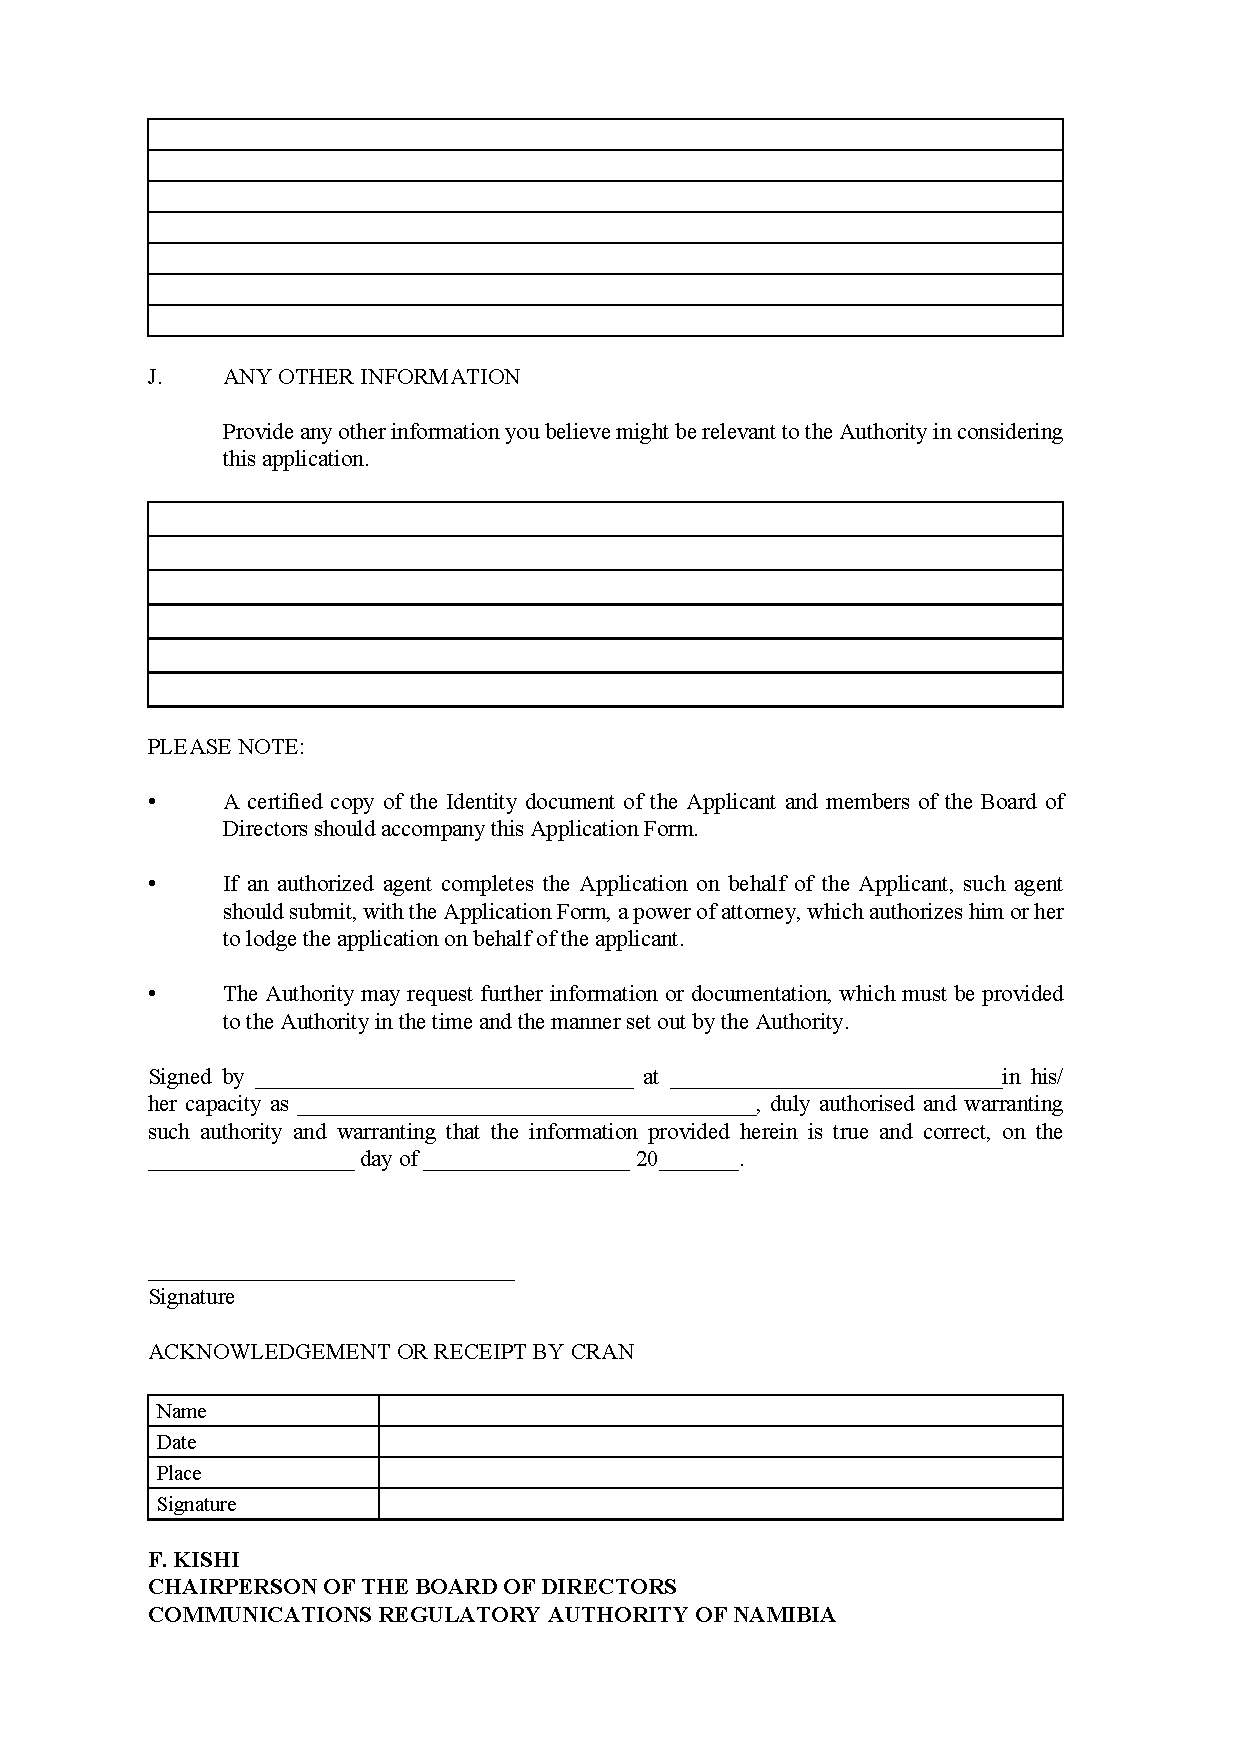 J. ANY OTHER INFORMATION
Provide any other information you believe might be relevant to the Authority in considering
this application.
PLEASE NOTE:
• A certified copy of the Identity document of the Applicant and members of the Board of
Directors should accompany this Application Form.
• If an authorized agent completes the Application on behalf of the Applicant, such agent
should submit, with the Application Form, a power of attorney, which authorizes him or her
to lodge the application on behalf of the applicant.
• The Authority may request further information or documentation, which must be provided
to the Authority in the time and the manner set out by the Authority.
Signed by _________________________________ at _____________________________in his/
her capacity as ________________________________________, duly authorised and warranting
such authority and warranting that the information provided herein is true and correct, on the
__________________ day of __________________ 20_______.
________________________________
Signature
ACKNOWLEDGEMENT OR RECEIPT BY CRAN
Name
Date
Place
Signature
F. KISHI
CHAIRPERSON OF THE BOARD OF DIRECTORS
COMMUNICATIONS REGULATORY AUTHORITY OF NAMIBIA